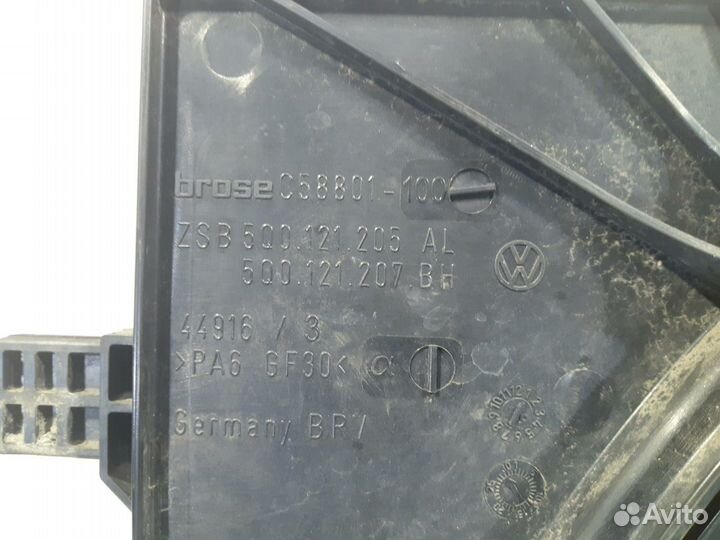 brose C58801-100
ZSB 5Q0.121.205 AL
5Q0.121.207.BH
44916 / 3
>PA6 GF30<
Germany BR7
Avito